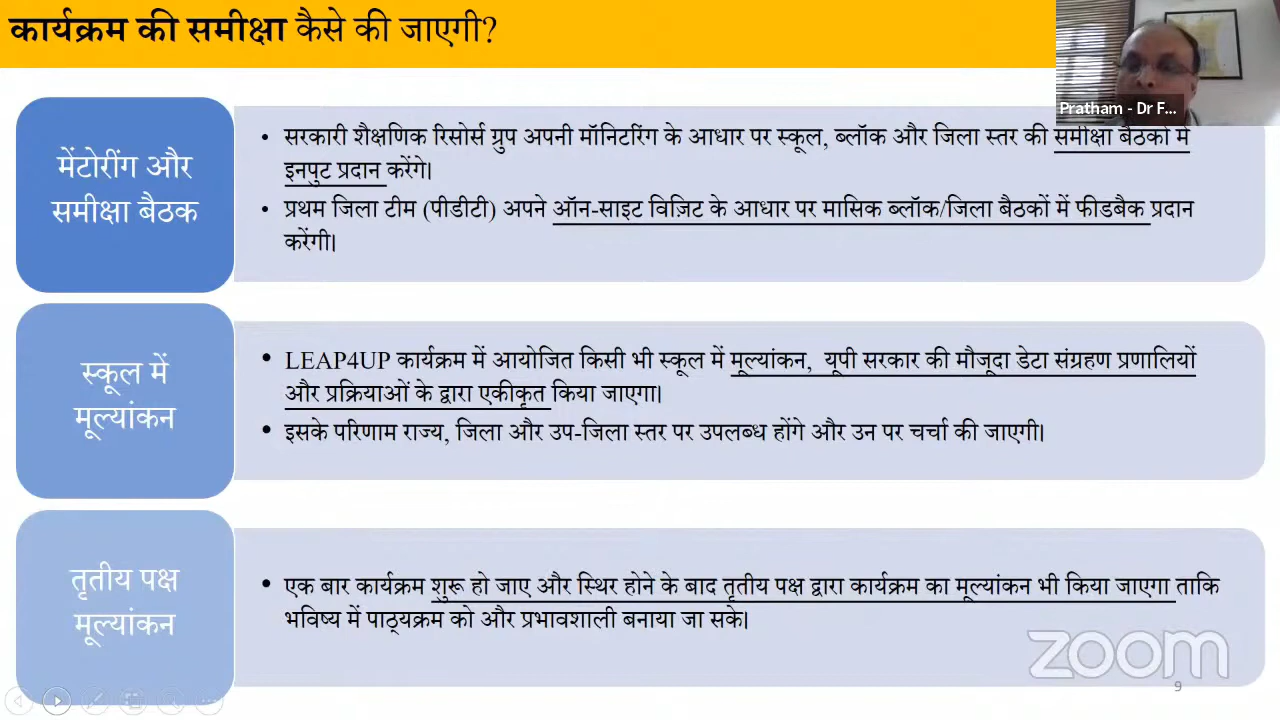 कार्यक्रम की समीक्षा कैसे की जाएगी?
Pratham - Dr F...
मेंटोरींग और
समीक्षा बैठक
• सरकारी शैक्षणिक रिसोर्स ग्रुप अपनी मॉनिटरिंग के आधार पर स्कूल, ब्लॉक और जिला स्तर की समीक्षा बैठकों में
इनपुट प्रदान करेंगे।
• प्रथम जिला टीम (पीडीटी) अपने ऑन-साइट विज़िट के आधार पर मासिक ब्लॉक/जिला बैठकों में फीडबैक प्रदान
करेंगी।
स्कूल में
मूल्यांकन
• LEAP4UP कार्यक्रम में आयोजित किसी भी स्कूल में मूल्यांकन, यूपी सरकार की मौजूदा डेटा संग्रहण प्रणालियों
और प्रक्रियाओं के द्वारा एकीकृत किया जाएगा।
• इसके परिणाम राज्य, जिला और उप-जिला स्तर पर उपलब्ध होंगे और उन पर चर्चा की जाएगी।
तृतीय पक्ष
मूल्यांकन
• एक बार कार्यक्रम शुरू हो जाए और स्थिर होने के बाद तृतीय पक्ष द्वारा कार्यक्रम का मूल्यांकन भी किया जाएगा ताकि
भविष्य में पाठ्यक्रम को और प्रभावशाली बनाया जा सके।
zoom
9